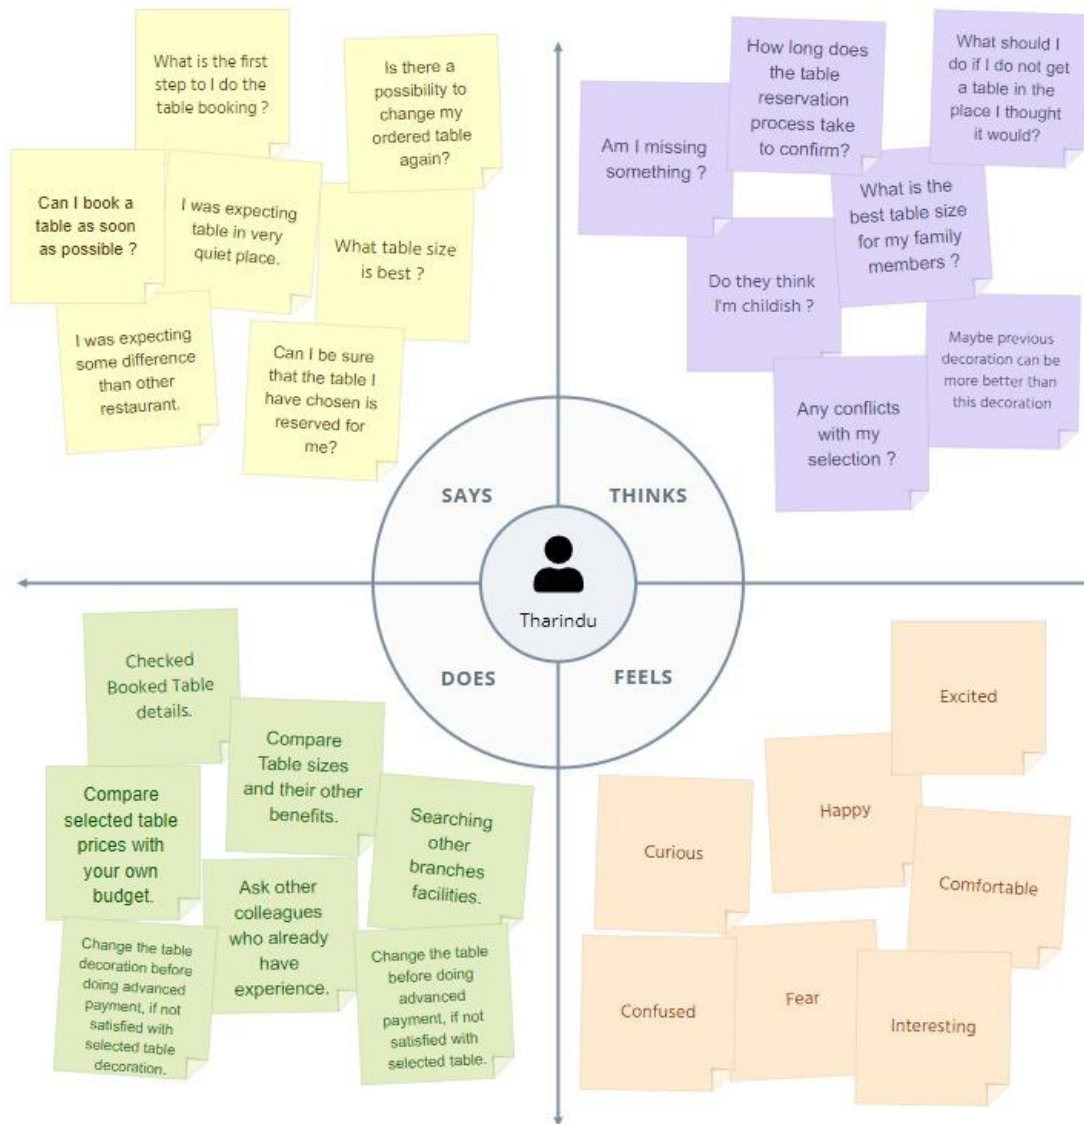 What is the first
step to I do the
table booking ?
Is there a
possibility to
change my
ordered table
again?
Can I book a
table as soon
as possible ?
I was expecting
table in very
quiet place.
What table size
is best ?
I was expecting
some difference
than other
restaurant.
Can I be sure
that the table I
have chosen is
reserved for
me?
How long does
the table
reservation
process take
to confirm?
What should I
do if I do not get
a table in the
place I thought
it would?
Am I missing
something ?
What is the
best table size
for my family
members ?
Do they think
I'm childish ?
Maybe previous
decoration can be
more better than
this decoration
Any conflicts
with my
selection ?
SAYS
THINKS
Tharindu
DOES
FEELS
Checked
Booked Table
details.
Compare
Table sizes
and their other
benefits.
Compare
selected table
prices with
your own
budget.
Searching
other
branches
facilities.
Ask other
colleagues
who already
have
experience.
Change the table
decoration before
doing advanced
payment, if not
satisfied with
selected table
decoration.
Change the table
before doing
advanced
payment, if not
satisfied with
selected table.
Excited
Happy
Curious
Comfortable
Confused
Fear
Interesting